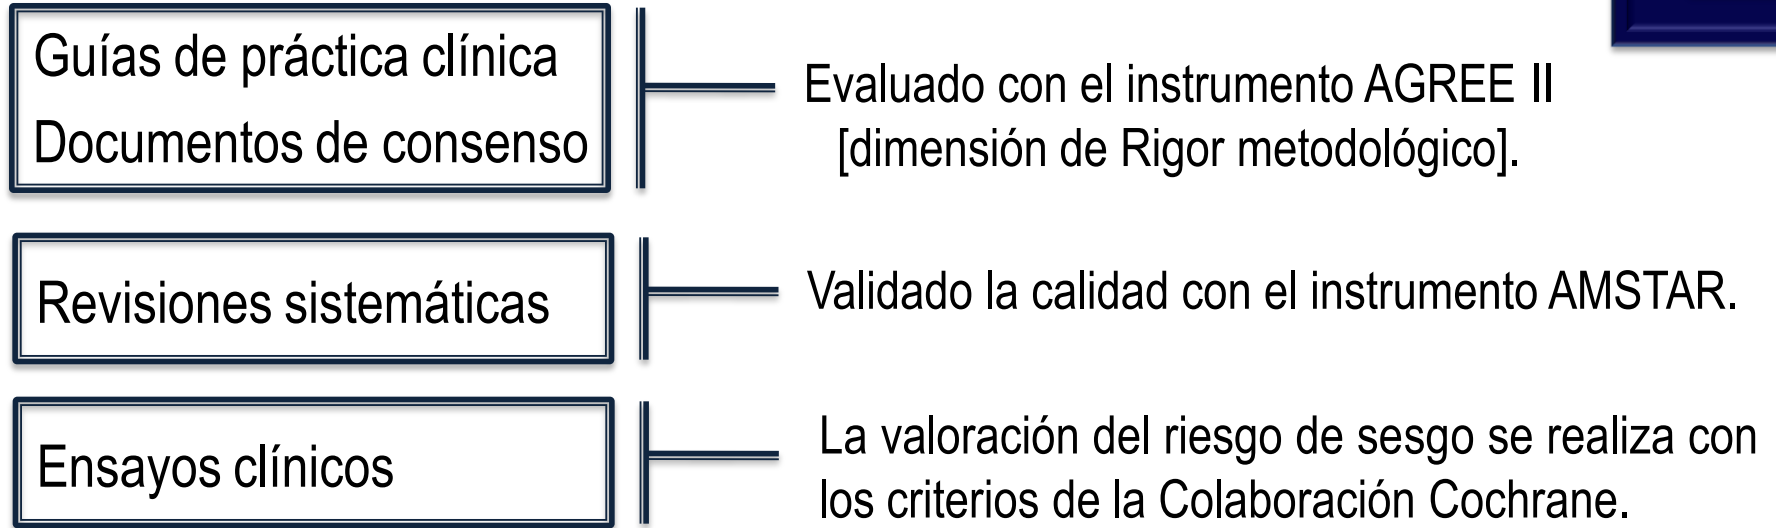 Guías de práctica clínica
Documentos de consenso
Evaluado con el instrumento AGREE II
[dimensión de Rigor metodológico].
Revisiones sistemáticas
Validado la calidad con el instrumento AMSTAR.
Ensayos clínicos
La valoración del riesgo de sesgo se realiza con
los criterios de la Colaboración Cochrane.